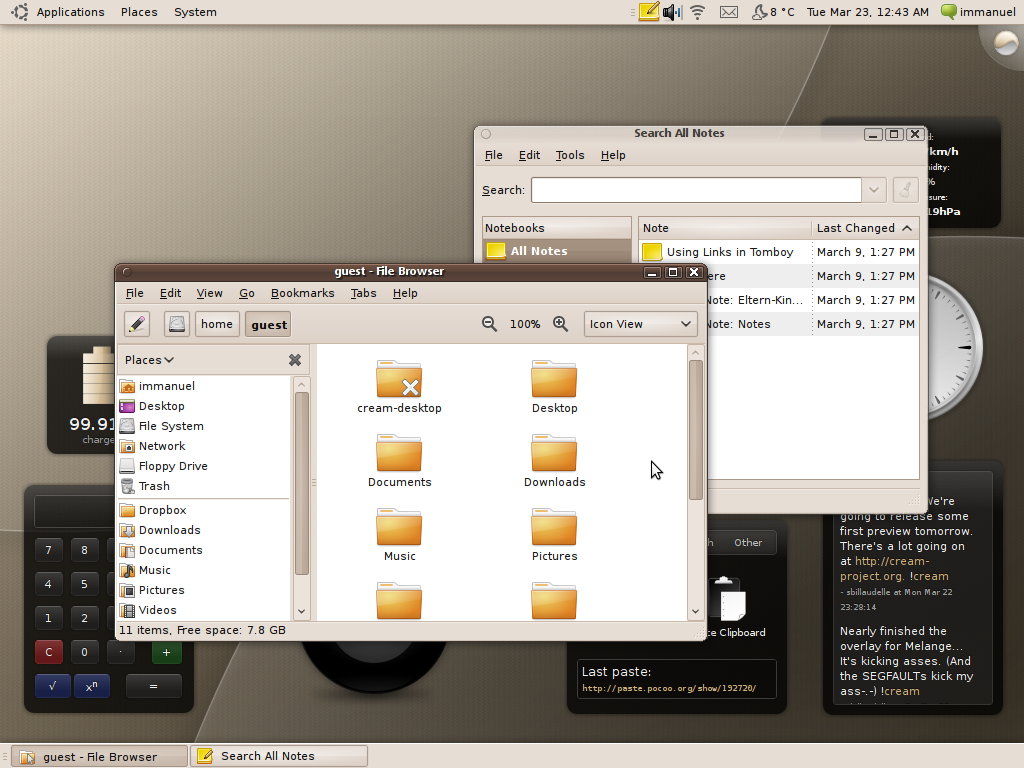 Applications Places System
8 °C Tue Mar 23, 12:43 AM immanuel
Search All Notes
File Edit Tools Help
Search:
Notebooks
All Notes
Note Last Changed
Using Links in Tomboy March 9, 1:27 PM
ere March 9, 1:27 PM
Note: Eltern-Kin... March 9, 1:27 PM
Note: Notes March 9, 1:27 PM
d:
/km/h
idity:
%
sure:
19hPa
guest - File Browser
File Edit View Go Bookmarks Tabs Help
home guest 100% Icon View
Places
immanuel
Desktop
File System
Network
Floppy Drive
Trash
Dropbox
Downloads
Documents
Music
Pictures
Videos
cream-desktop Desktop
Documents Downloads
Music Pictures
11 items, Free space: 7.8 GB
99.91
charge
7 8
4 5
1 2
C 0 . +
√ xⁿ =
h Other
ce Clipboard
Last paste:
http://paste.pocoo.org/show/192720/
We're
going to release some
first preview tomorrow.
There's a lot going on
at http://cream-
project.org. !cream
- sbillaudelle at Mon Mar 22
23:28:14
Nearly finished the
overlay for Melange...
It's kicking asses. (And
the SEGFAULTs kick my
ass-.-) !cream
guest - File Browser Search All Notes